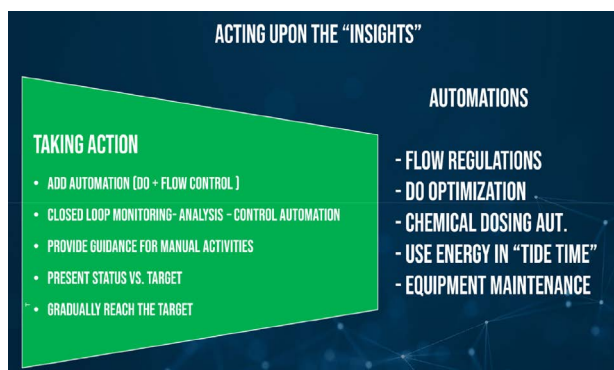 ACTING UPON THE “INSIGHTS”
TAKING ACTION
• ADD AUTOMATION (DO + FLOW CONTROL )
• CLOSED LOOP MONITORING- ANALYSIS – CONTROL AUTOMATION
• PROVIDE GUIDANCE FOR MANUAL ACTIVITIES
• PRESENT STATUS VS. TARGET
• GRADUALLY REACH THE TARGET
AUTOMATIONS
- FLOW REGULATIONS
- DO OPTIMIZATION
- CHEMICAL DOSING AUT.
- USE ENERGY IN “TIDE TIME”
- EQUIPMENT MAINTENANCE